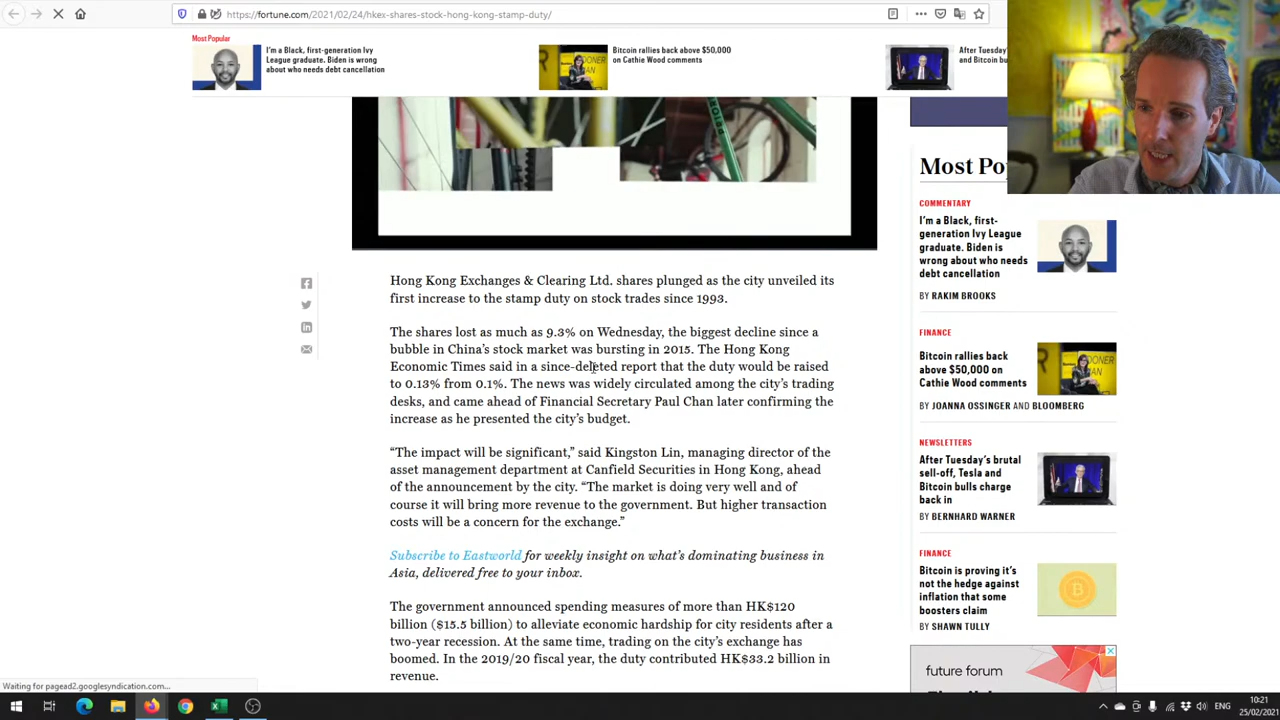 https://fortune.com/2021/02/24/hkex-shares-stock-hong-kong-stamp-duty/
Most Popular
I'm a Black, first-generation Ivy
League graduate. Biden is wrong
about who needs debt cancellation
Bitcoin rallies back above $50,000
on Cathie Wood comments
After Tuesday'
and Bitcoin bu
Hong Kong Exchanges & Clearing Ltd. shares plunged as the city unveiled its
first increase to the stamp duty on stock trades since 1993.
The shares lost as much as 9.3% on Wednesday, the biggest decline since a
bubble in China's stock market was bursting in 2015. The Hong Kong
Economic Times said in a since-deleted report that the duty would be raised
to 0.13% from 0.1%. The news was widely circulated among the city's trading
desks, and came ahead of Financial Secretary Paul Chan later confirming the
increase as he presented the city's budget.
“The impact will be significant,” said Kingston Lin, managing director of the
asset management department at Canfield Securities in Hong Kong, ahead
of the announcement by the city. “The market is doing very well and of
course it will bring more revenue to the government. But higher transaction
costs will be a concern for the exchange.”
Subscribe to Eastworld for weekly insight on what's dominating business in
Asia, delivered free to your inbox.
The government announced spending measures of more than HK$120
billion ($15.5 billion) to alleviate economic hardship for city residents after a
two-year recession. At the same time, trading on the city's exchange has
boomed. In the 2019/20 fiscal year, the duty contributed HK$33.2 billion in
revenue.
Most Po
COMMENTARY
I'm a Black, first-
generation Ivy League
graduate. Biden is
wrong about who needs
debt cancellation
BY RAKIM BROOKS
FINANCE
Bitcoin rallies back
above $50,000 on
Cathie Wood comments
BY JOANNA OSSINGER AND BLOOMBERG
NEWSLETTERS
After Tuesday's brutal
sell-off, Tesla and
Bitcoin bulls charge
back in
BY BERNHARD WARNER
FINANCE
Bitcoin is proving it's
not the hedge against
inflation that some
boosters claim
BY SHAWN TULLY
future forum
Waiting for pagead2.googlesyndication.com...
ENG
10:21
25/02/2021